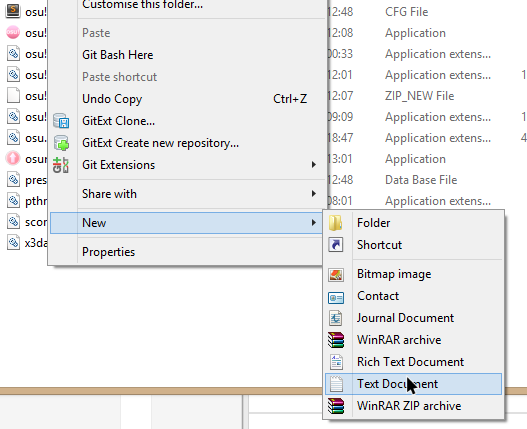 Customise this folder...
osu! 12:48 CFG File
osu! 12:08 Application
osu! 00:33 Application extens...
osu! 12:01 Application extens... 1
osu! 12:07 ZIP_NEW File
osu! 09:09 Application extens... 1
osu. 18:47 Application extens... 4
osur 13:01 Application
pres 12:48 Data Base File
pthr 08:01 Application extens...
scor
x3da
Paste
Git Bash Here
Paste shortcut
Undo Copy Ctrl+Z
GitExt Clone...
GitExt Create new repository...
Git Extensions
Share with
New
Properties
Folder
Shortcut
Bitmap image
Contact
Journal Document
WinRAR archive
Rich Text Document
Text Document
WinRAR ZIP archive